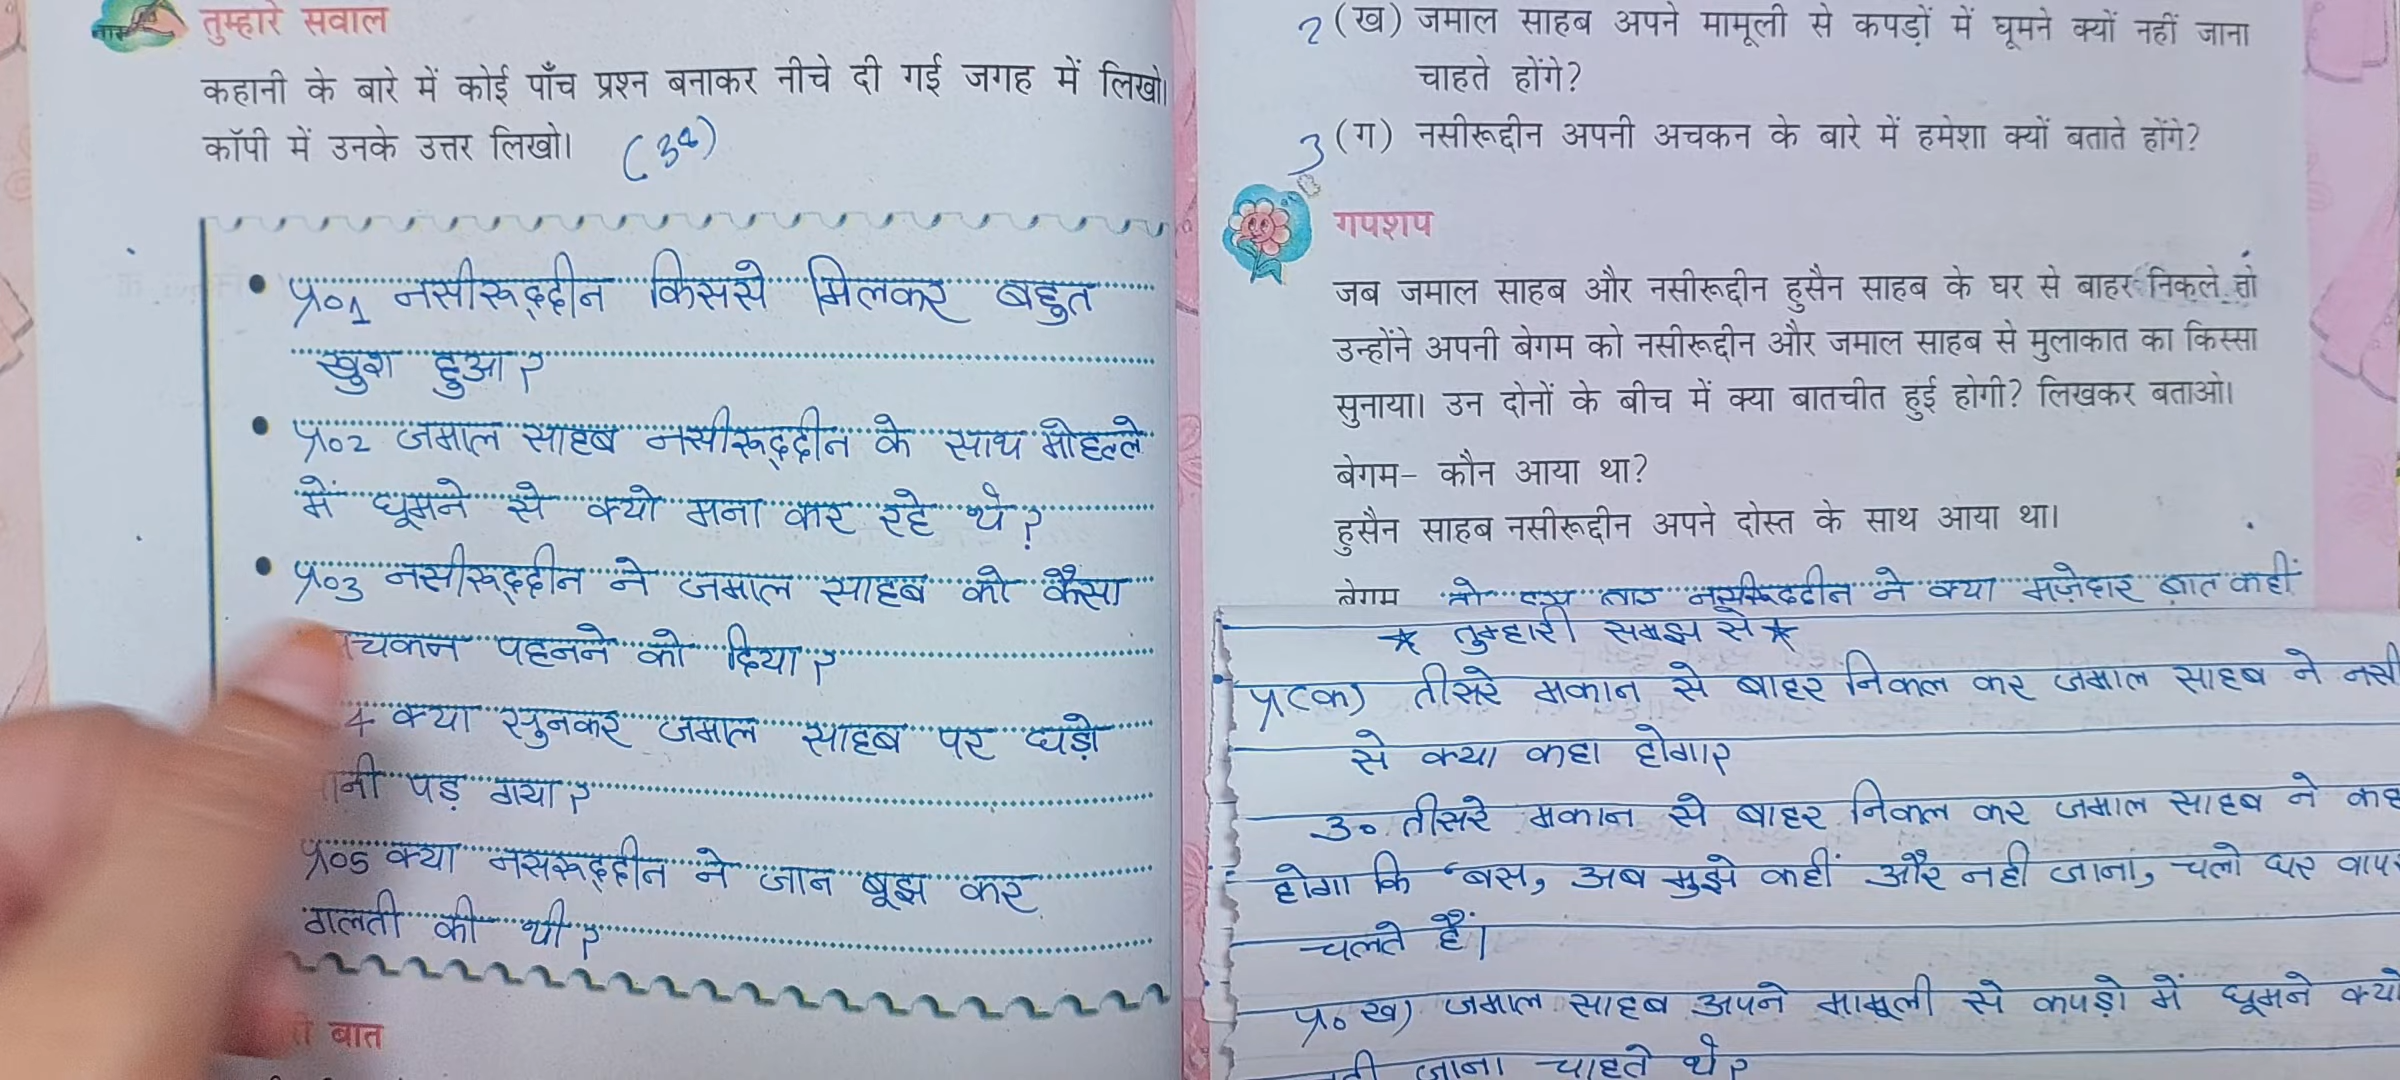 तुम्हारे सवाल
कहानी के बारे में कोई पाँच प्रश्न बनाकर नीचे दी गई जगह में लिखो।
कॉपी में उनके उत्तर लिखो।
प्र०1 नसीरूद्दीन किससे मिलकर बहुत
खुश हुआ?
प्र०2 जमाल साहब नसीरूद्दीन के साथ मोहल्ले
में घूमने से क्यो मना कर रहे थे?
प्र०3 नसीरूद्दीन ने जमाल साहब को कैसा
पहनने को दिया?
4 क्या सुनकर जमाल साहब पर घड़ो
पड़ गया?
प्र०5 क्या नसरूद्दीन ने जान बूझ कर
गलती की थी?
बात
2 (ख) जमाल साहब अपने मामूली से कपड़ों में घूमने क्यों नहीं जाना
चाहते होंगे?
3 (ग) नसीरूद्दीन अपनी अचकन के बारे में हमेशा क्यों बताते होंगे?
गपशप
जब जमाल साहब और नसीरूद्दीन हुसैन साहब के घर से बाहर निकले तो
उन्होंने अपनी बेगम को नसीरूद्दीन और जमाल साहब से मुलाकात का किस्सा
सुनाया। उन दोनों के बीच में क्या बातचीत हुई होगी? लिखकर बताओ।
बेगम– कौन आया था?
हुसैन साहब नसीरूद्दीन अपने दोस्त के साथ आया था।
बेगम नसीरूद्दीन ने क्या मज़ेदार बात कहीं
* तुम्हारी समझ से *
प्र(क) तीसरे मकान से बाहर निकल कर जमाल साहब ने
से क्या कहा होगा?
उ० तीसरे मकान से बाहर निकल कर जमाल साहब ने
होगा कि "बस, अब मुझे कहीं और नही जाना, चलो घर
चलते हैं।
प्र० ख) जमाल साहब अपने मामूली से कपड़ो में घूमने
जाना चाहते थे?